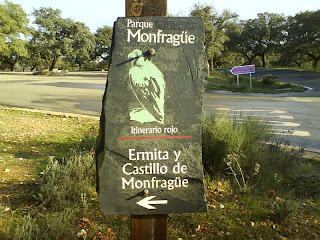 Parque
Monfragüe
Itinerario rojo
Ermita y
Castillo de
Monfragüe